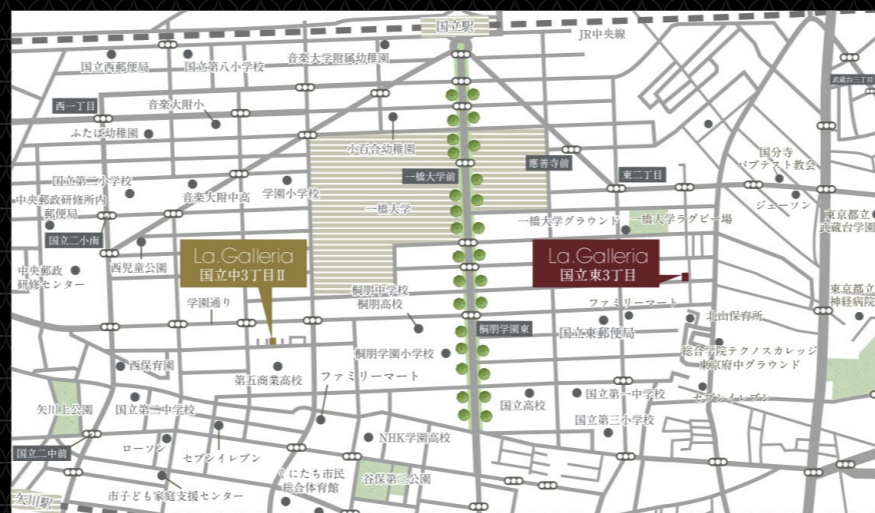 国立駅
JR中央線
国立西郵便局
国立第八小学校
音楽大学附属幼稚園
武蔵台三丁目
西一丁目
音楽大附小
ふたば幼稚園
小百合幼稚園
国分寺
バプテスト教会
一橋大学前
應善寺前
東二丁目
国立第二小学校
音楽大附中高
学園小学校
ジェーソン
中央郵政研修所内
郵便局
一橋大学
一橋大学グラウンド
一橋大学ラグビー場
東京都立
武蔵台学園
国立二小南
西児童公園
La.Galleria
国立中3丁目Ⅱ
La.Galleria
国立東3丁目
中央郵政
研修センター
桐朋中学校
桐朋高校
東京都立
神経病院
学園通り
ファミリーマート
北山保育所
桐朋学園東
国立東郵便局
桐朋学園小学校
総合学院テクノスカレッジ
東京府中グラウンド
西保育園
第五商業高校
ファミリーマート
セブンイレブン
矢川上公園
国立第二中学校
国立高校
国立第一中学校
国立第三小学校
国立二中前
ローソン
セブンイレブン
NHK学園高校
市子ども家庭支援センター
くにたち市民
総合体育館
谷保第三公園
矢川駅